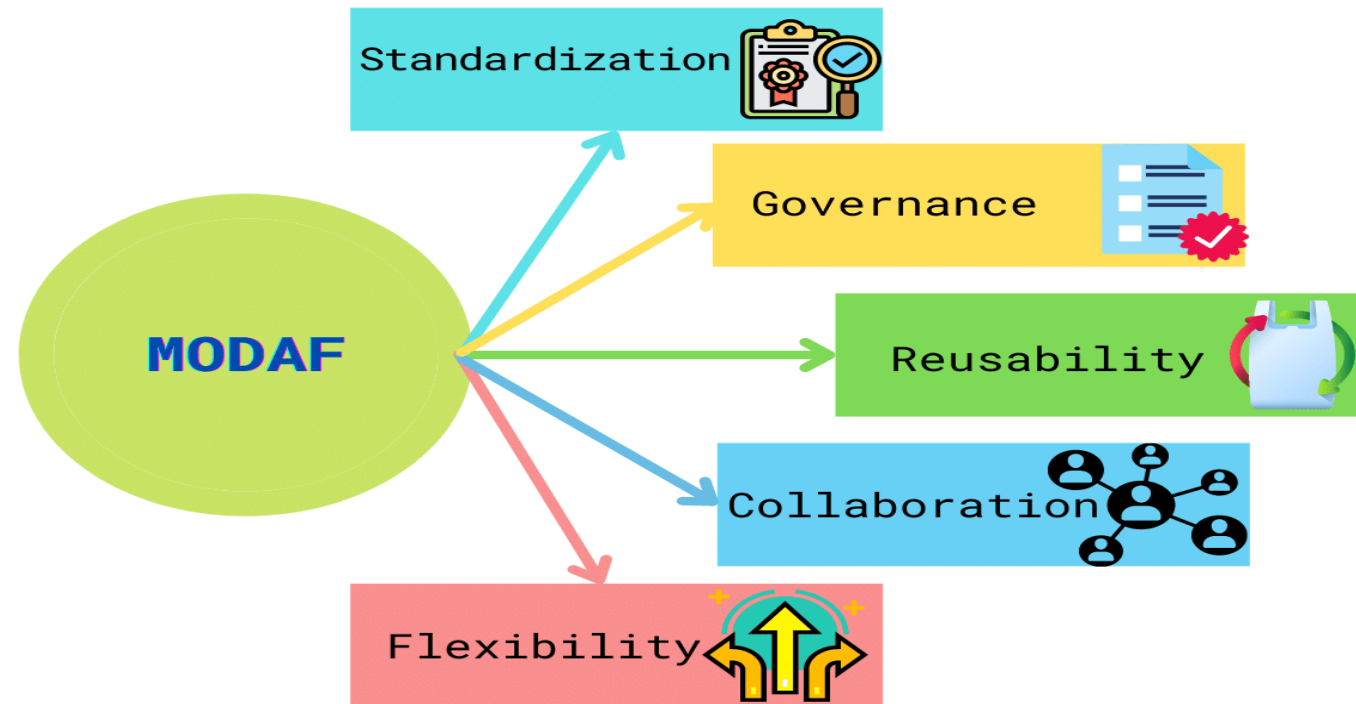 Standardization
Governance
MODAF
Reusability
Collaboration
Flexibility